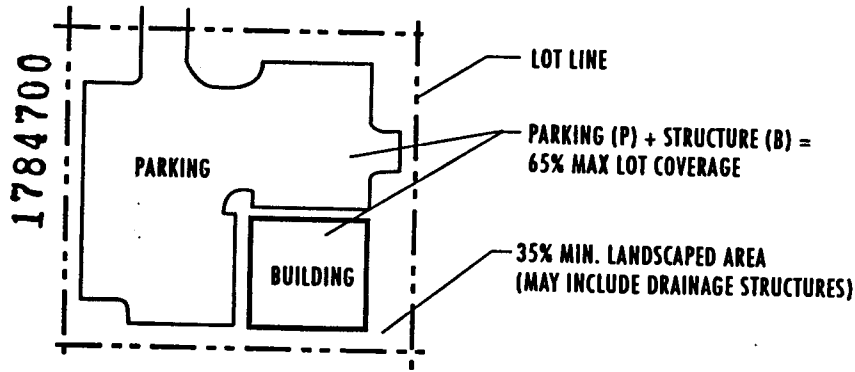 LOT LINE
1784700
PARKING (P) + STRUCTURE (B) =
65% MAX LOT COVERAGE
PARKING
35% MIN. LANDSCAPED AREA
(MAY INCLUDE DRAINAGE STRUCTURES)
BUILDING